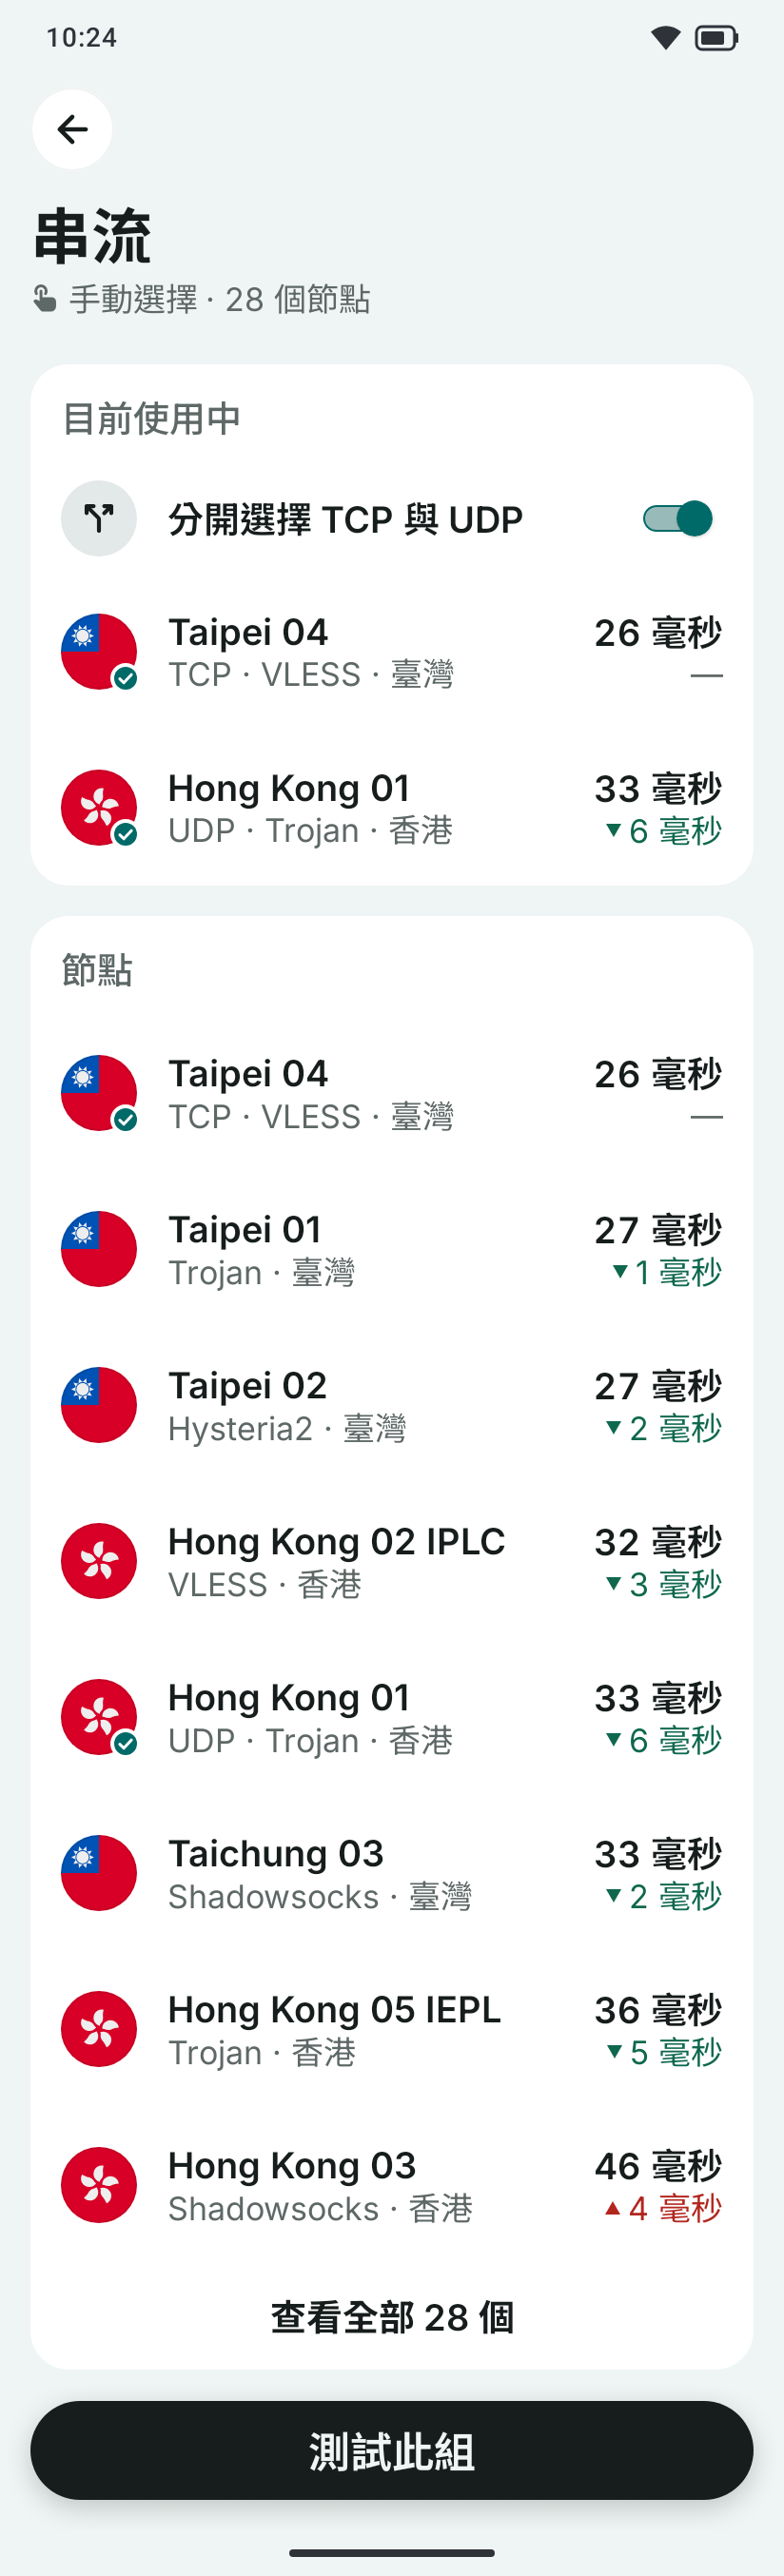 10:24
串流
手動選擇 · 28 個節點
目前使用中
分開選擇 TCP 與 UDP
Taipei 04
26 毫秒
TCP · VLESS · 臺灣
—
Hong Kong 01
33 毫秒
UDP · Trojan · 香港
▼6 毫秒
節點
Taipei 04
26 毫秒
TCP · VLESS · 臺灣
—
Taipei 01
27 毫秒
Trojan · 臺灣
▼1 毫秒
Taipei 02
27 毫秒
Hysteria2 · 臺灣
▼2 毫秒
Hong Kong 02 IPLC
32 毫秒
VLESS · 香港
▼3 毫秒
Hong Kong 01
33 毫秒
UDP · Trojan · 香港
▼6 毫秒
Taichung 03
33 毫秒
Shadowsocks · 臺灣
▼2 毫秒
Hong Kong 05 IEPL
36 毫秒
Trojan · 香港
▼5 毫秒
Hong Kong 03
46 毫秒
Shadowsocks · 香港
▲4 毫秒
查看全部 28 個
測試此組